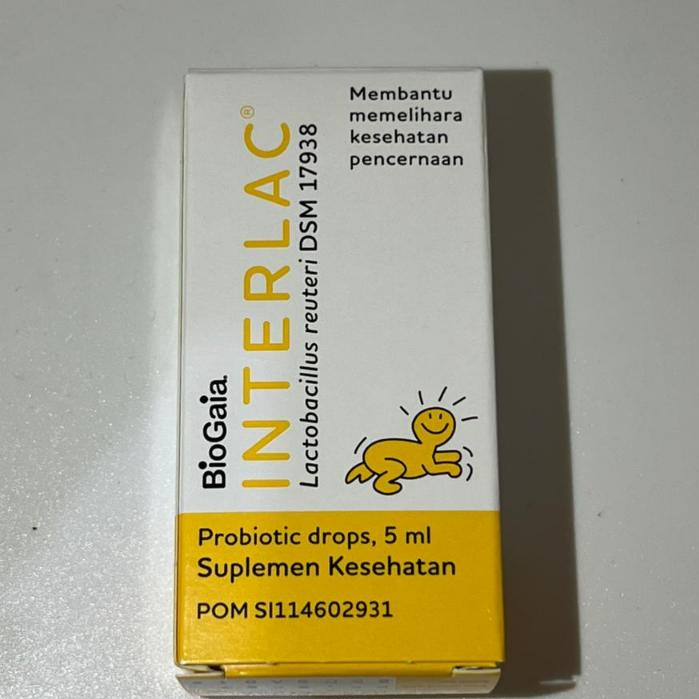 Membantu
memelihara
kesehatan
pencernaan
BioGaia
INTERLAC®
Lactobacillus reuteri DSM 17938
Probiotic drops, 5 ml
Suplemen Kesehatan
POM SI114602931